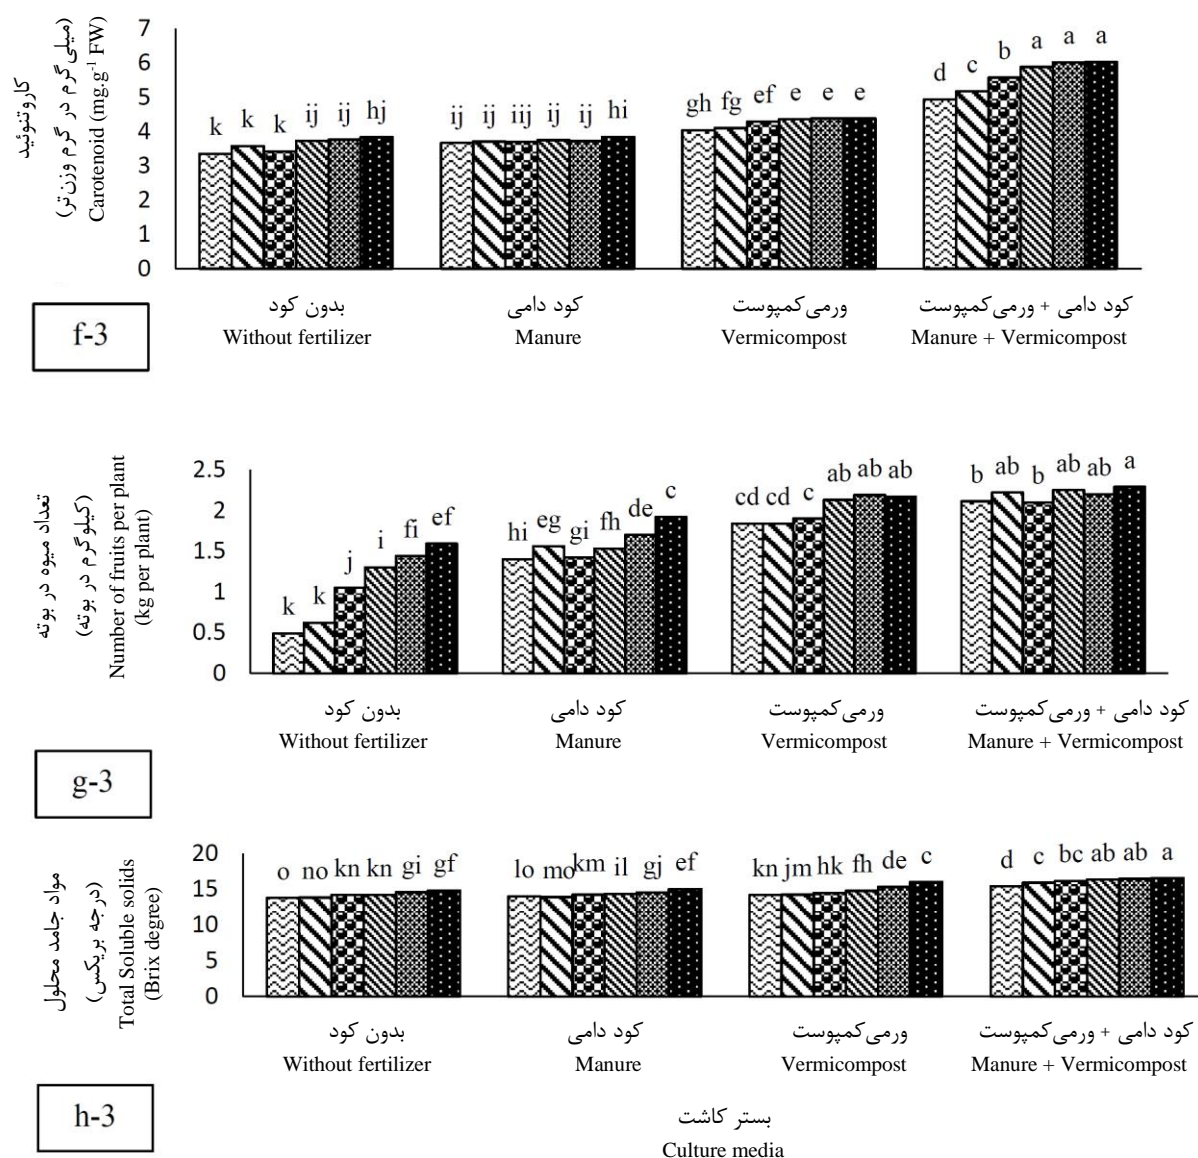 کاروتنوئید
(میلی‌گرم در گرم وزن‌تر)
Carotenoid (mg.g-1 FW)
7
6
5
4
3
2
1
0
k k k ij ij hj
ij ij iij ij ij hi
gh fg ef e e e
d c b a a a
بدون کود
Without fertilizer
کود دامی
Manure
ورمی‌کمپوست
Vermicompost
کود دامی + ورمی‌کمپوست
Manure + Vermicompost
f-3
تعداد میوه در بوته
(کیلوگرم در بوته)
Number of fruits per plant
(kg per plant)
2.5
2
1.5
1
0.5
0
k k j i fi ef
hi eg gi fh de c
cd cd c ab ab ab
b ab b ab ab a
بدون کود
Without fertilizer
کود دامی
Manure
ورمی‌کمپوست
Vermicompost
کود دامی + ورمی‌کمپوست
Manure + Vermicompost
g-3
مواد جامد محلول
(درجه بریکس)
Total Soluble solids
(Brix degree)
20
15
10
5
0
o no kn kn gi gf
lo mo km il gj ef
kn jm hk fh de c
d c bc ab ab a
بدون کود
Without fertilizer
کود دامی
Manure
ورمی‌کمپوست
Vermicompost
کود دامی + ورمی‌کمپوست
Manure + Vermicompost
h-3
بستر کاشت
Culture media